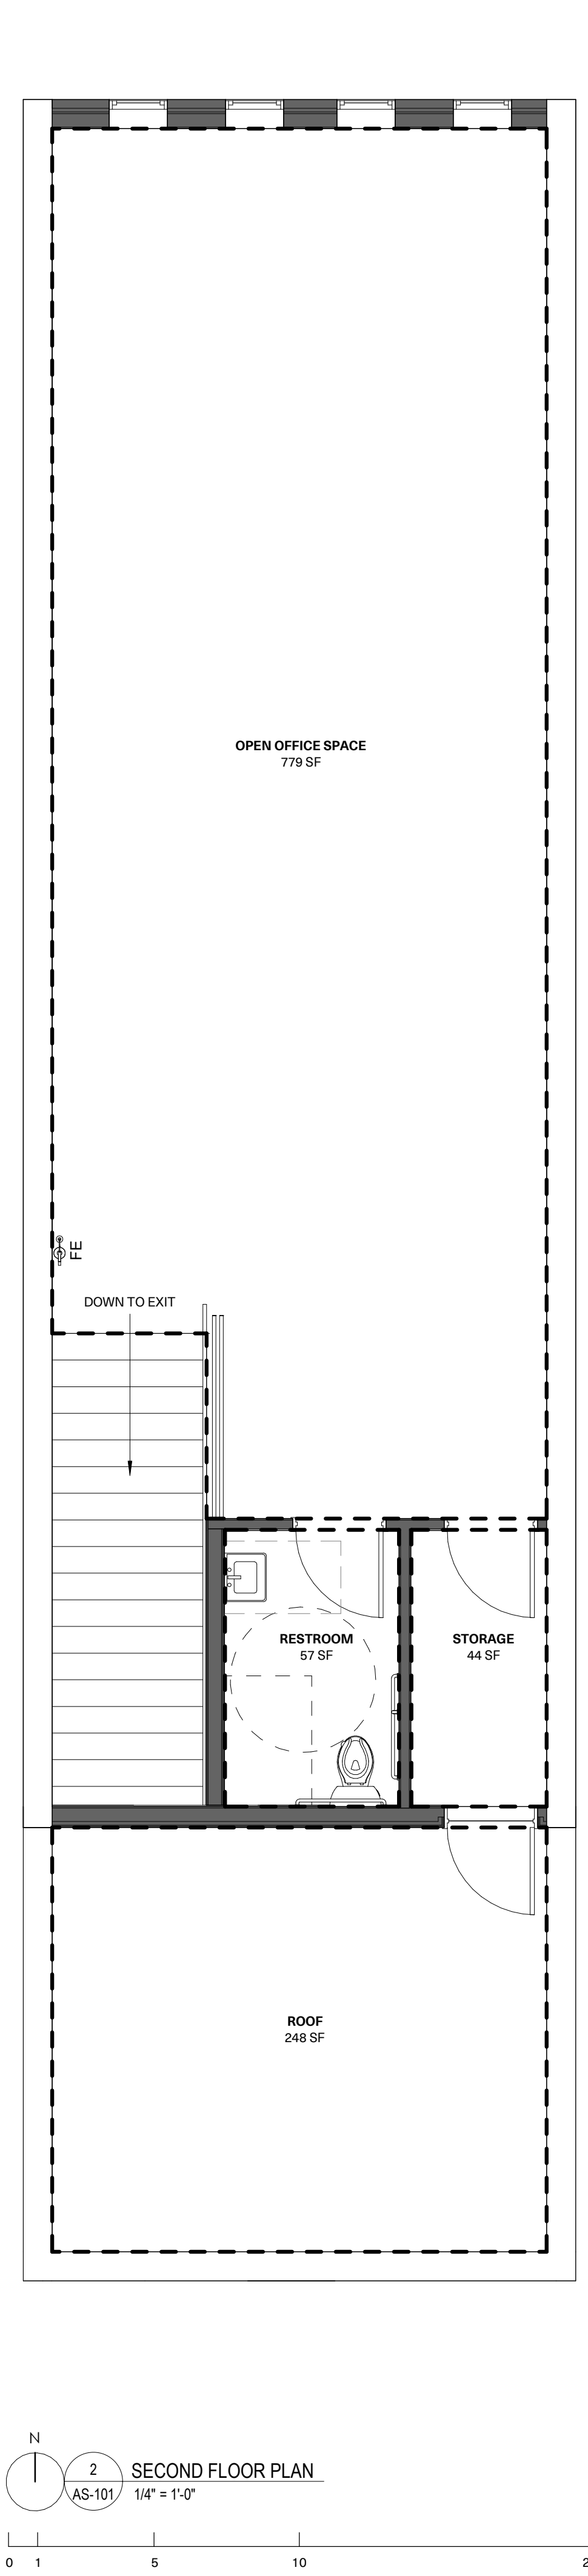 OPEN OFFICE SPACE
779 SF
FE
DOWN TO EXIT
RESTROOM
57 SF
STORAGE
44 SF
ROOF
248 SF
N
2
AS-101
SECOND FLOOR PLAN
1/4" = 1'-0"
0 1 5 10 2